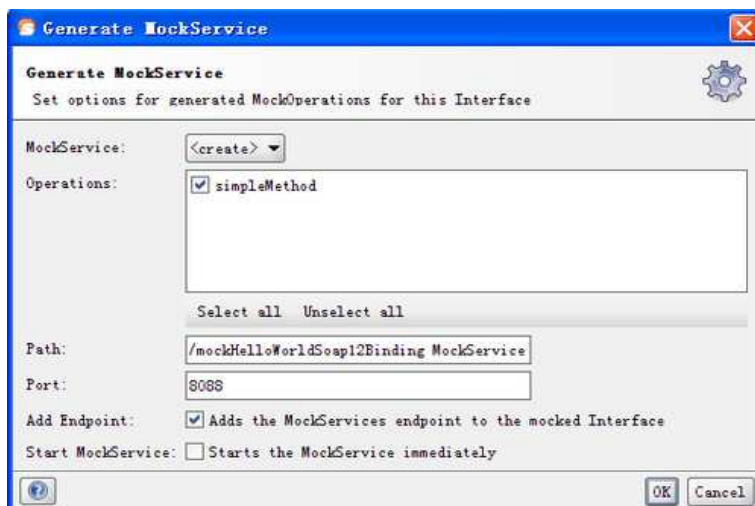 Generate MockService
Generate MockService
Set options for generated MockOperations for this Interface
MockService: <create>
Operations: simpleMethod
Select all Unselect all
Path: /mockHelloWorldSoap12Binding MockService
Port: 8088
Add Endpoint: Adds the MockServices endpoint to the mocked Interface
Start MockService: Starts the MockService immediately
OK Cancel